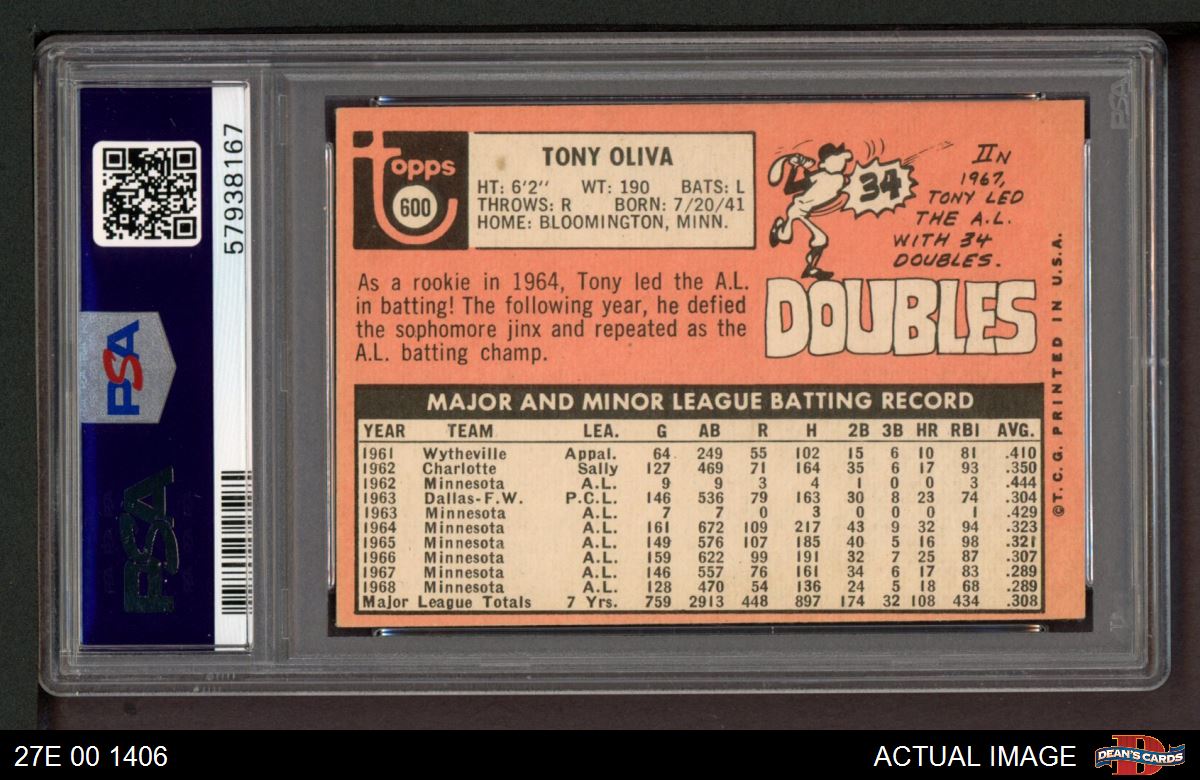 57938167
PSA
PSA
PSA
topps
600
TONY OLIVA
HT: 6'2'' WT: 190 BATS: L
THROWS: R BORN: 7/20/41
HOME: BLOOMINGTON, MINN.
As a rookie in 1964, Tony led the A.L.
in batting! The following year, he defied
the sophomore jinx and repeated as the
A.L. batting champ.
34
IN
1967,
TONY LED
THE A.L.
WITH 34
DOUBLES.
DOUBLES
©T.C.G. PRINTED IN U.S.A.
MAJOR AND MINOR LEAGUE BATTING RECORD
YEAR TEAM LEA. G AB R H 2B 3B HR RBI AVG.
1961 Wytheville Appal. 64 249 55 102 15 6 10 81 .410
1962 Charlotte Sally 127 469 71 164 35 6 17 93 .350
1962 Minnesota A.L. 9 9 3 4 1 0 0 3 .444
1963 Dallas-F.W. P.C.L. 146 536 79 163 30 8 23 74 .304
1963 Minnesota A.L. 7 7 0 3 0 0 0 1 .429
1964 Minnesota A.L. 161 672 109 217 43 9 32 94 .323
1965 Minnesota A.L. 149 576 107 185 40 5 16 98 .321
1966 Minnesota A.L. 159 622 99 191 32 7 25 87 .307
1967 Minnesota A.L. 146 557 76 161 34 6 17 83 .289
1968 Minnesota A.L. 128 470 54 136 24 5 18 68 .289
Major League Totals 7 Yrs. 759 2913 448 897 174 32 108 434 .308
27E 00 1406
ACTUAL IMAGE
DEAN'S CARDS